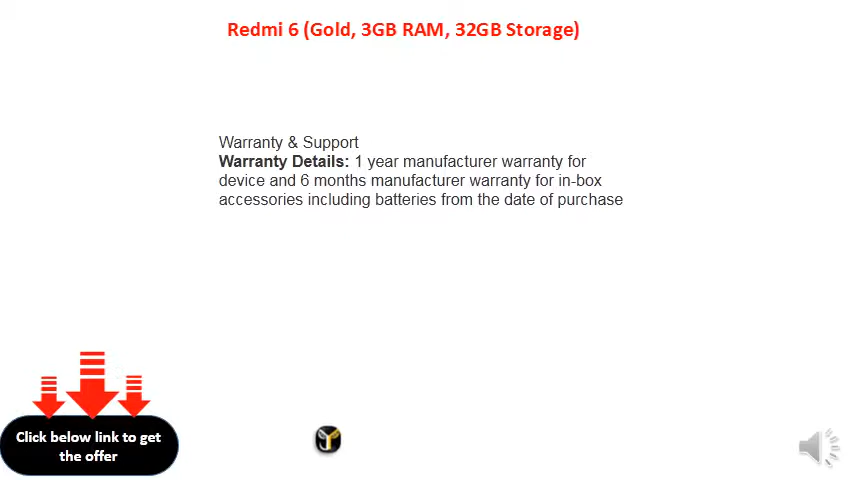 Redmi 6 (Gold, 3GB RAM, 32GB Storage)
Warranty & Support
Warranty Details: 1 year manufacturer warranty for
device and 6 months manufacturer warranty for in-box
accessories including batteries from the date of purchase
Click below link to get
the offer